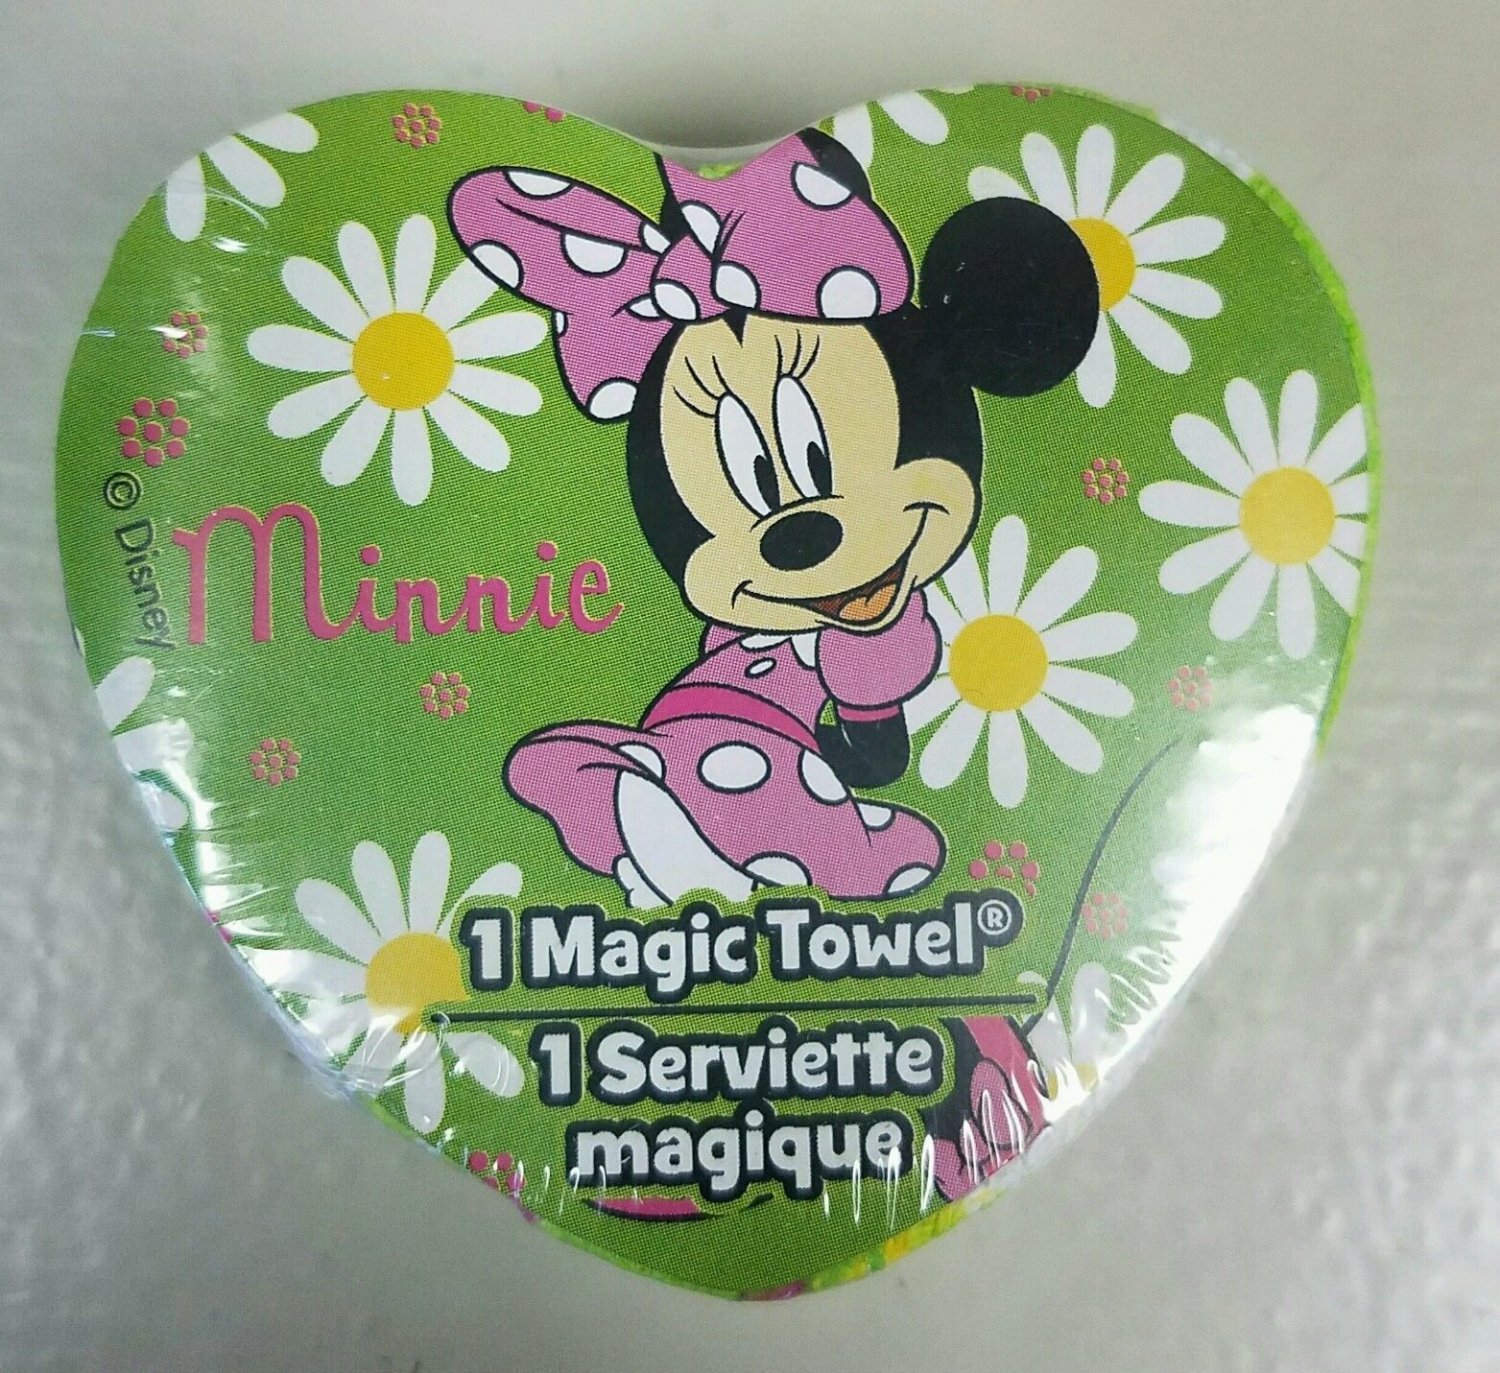 © Disney
Minnie
1 Magic Towel®
1 Serviette
magique